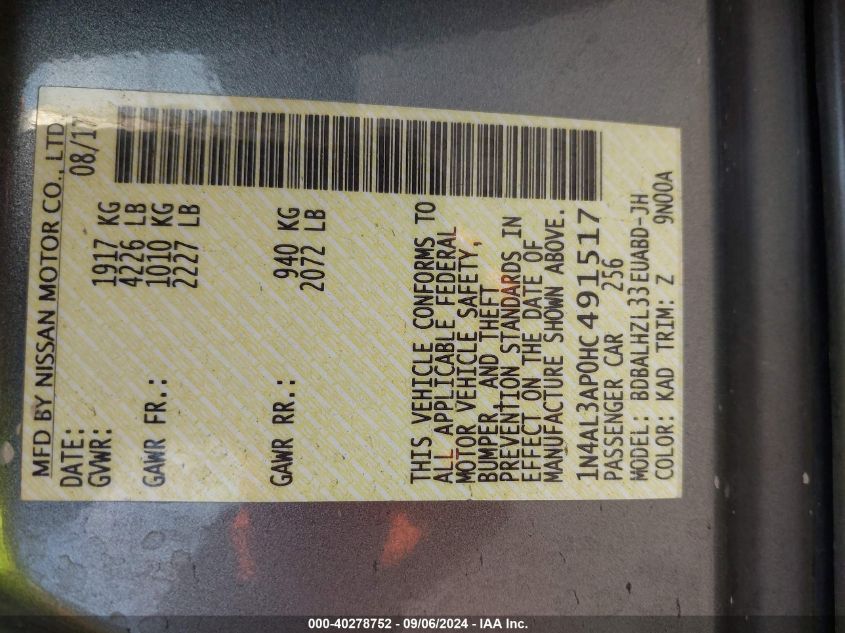 MFD BY NISSAN MOTOR CO., LTD
DATE: 08/17
GVWR: 1917 KG
4226 LB
GAWR FR.: 1010 KG
2227 LB
GAWR RR.: 940 KG
2072 LB
THIS VEHICLE CONFORMS TO
ALL APPLICABLE FEDERAL
MOTOR VEHICLE SAFETY,
BUMPER, AND THEFT
PREVENTION STANDARDS IN
EFFECT ON THE DATE OF
MANUFACTURE SHOWN ABOVE.
1N4AL3AP0HC491517
PASSENGER CAR 256
MODEL: BDBALHZL33EUABD-JH
COLOR: KAD TRIM: Z 9N00A
000-40278752 - 09/06/2024 - IAA Inc.